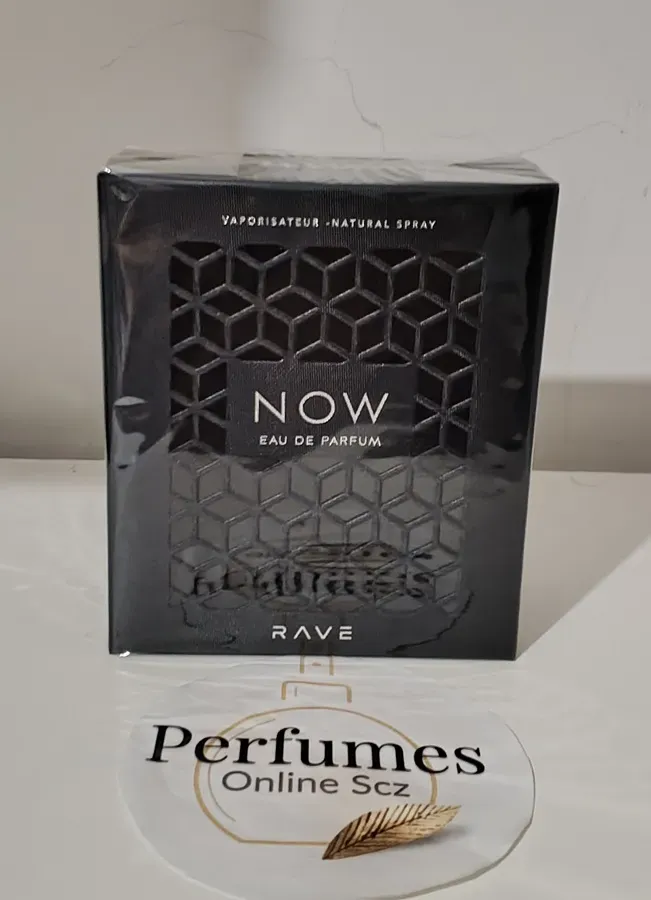 VAPORISATEUR -NATURAL SPRAY
NOW
EAU DE PARFUM
RAVE
Perfumes
Online Scz